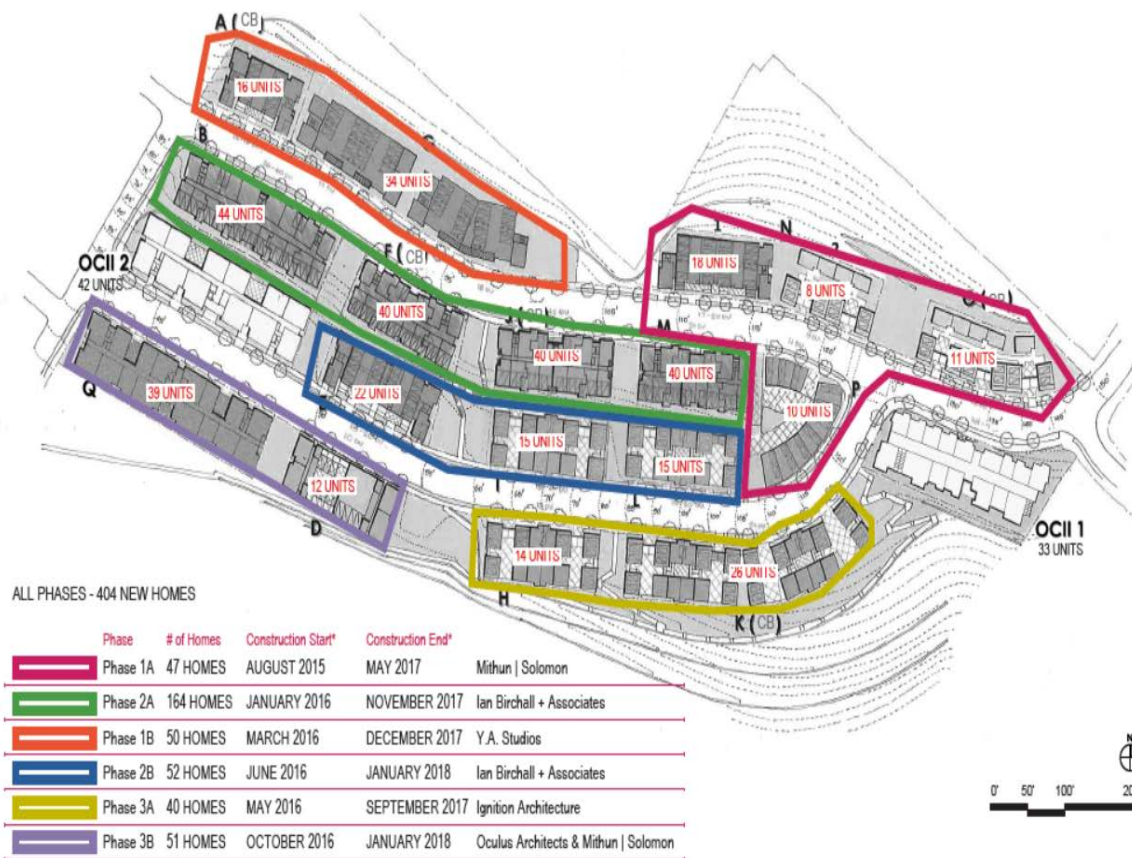 A (CB)
16 UNITS
B
34 UNITS
44 UNITS
F (CB)
OCII 2
42 UNITS
40 UNITS
40 UNITS
M
40 UNITS
1
N
18 UNITS
8 UNITS
11 UNITS
P
10 UNITS
22 UNITS
15 UNITS
15 UNITS
I
L
39 UNITS
Q
12 UNITS
D
14 UNITS
H
26 UNITS
K (CB)
OCII 1
33 UNITS
ALL PHASES - 404 NEW HOMES
Phase # of Homes Construction Start* Construction End*
Phase 1A 47 HOMES AUGUST 2015 MAY 2017 Mithun | Solomon
Phase 2A 164 HOMES JANUARY 2016 NOVEMBER 2017 Ian Birchall + Associates
Phase 1B 50 HOMES MARCH 2016 DECEMBER 2017 Y.A. Studios
Phase 2B 52 HOMES JUNE 2016 JANUARY 2018 Ian Birchall + Associates
Phase 3A 40 HOMES MAY 2016 SEPTEMBER 2017 Ignition Architecture
Phase 3B 51 HOMES OCTOBER 2016 JANUARY 2018 Oculus Architects & Mithun | Solomon
N
0' 50' 100'